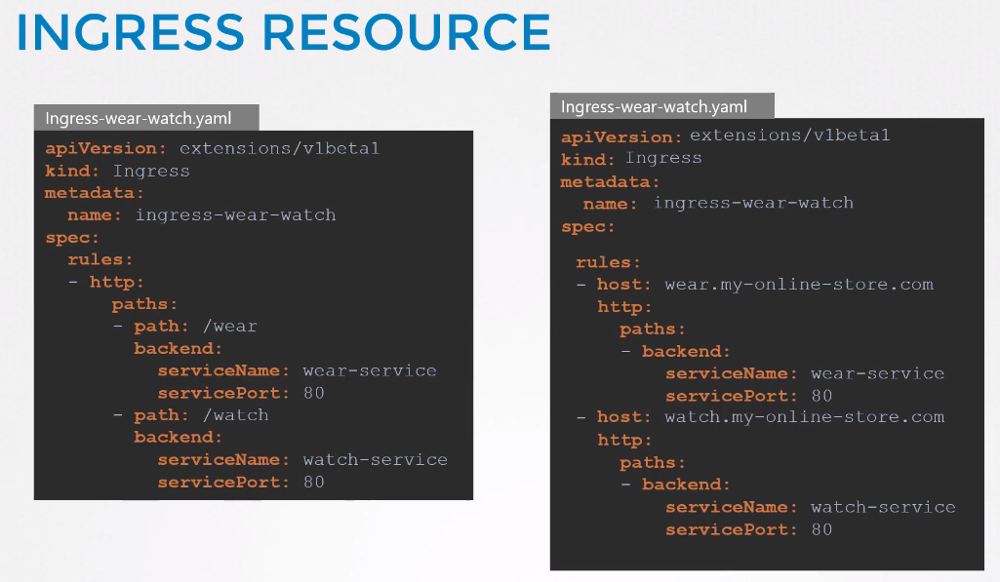 INGRESS RESOURCE
Ingress-wear-watch.yaml
apiVersion: extensions/v1beta1
kind: Ingress
metadata:
  name: ingress-wear-watch
spec:
  rules:
  - http:
      paths:
      - path: /wear
        backend:
          serviceName: wear-service
          servicePort: 80
      - path: /watch
        backend:
          serviceName: watch-service
          servicePort: 80
Ingress-wear-watch.yaml
apiVersion: extensions/v1beta1
kind: Ingress
metadata:
  name: ingress-wear-watch
spec:
  rules:
  - host: wear.my-online-store.com
    http:
      paths:
      - backend:
          serviceName: wear-service
          servicePort: 80
  - host: watch.my-online-store.com
    http:
      paths:
      - backend:
          serviceName: watch-service
          servicePort: 80